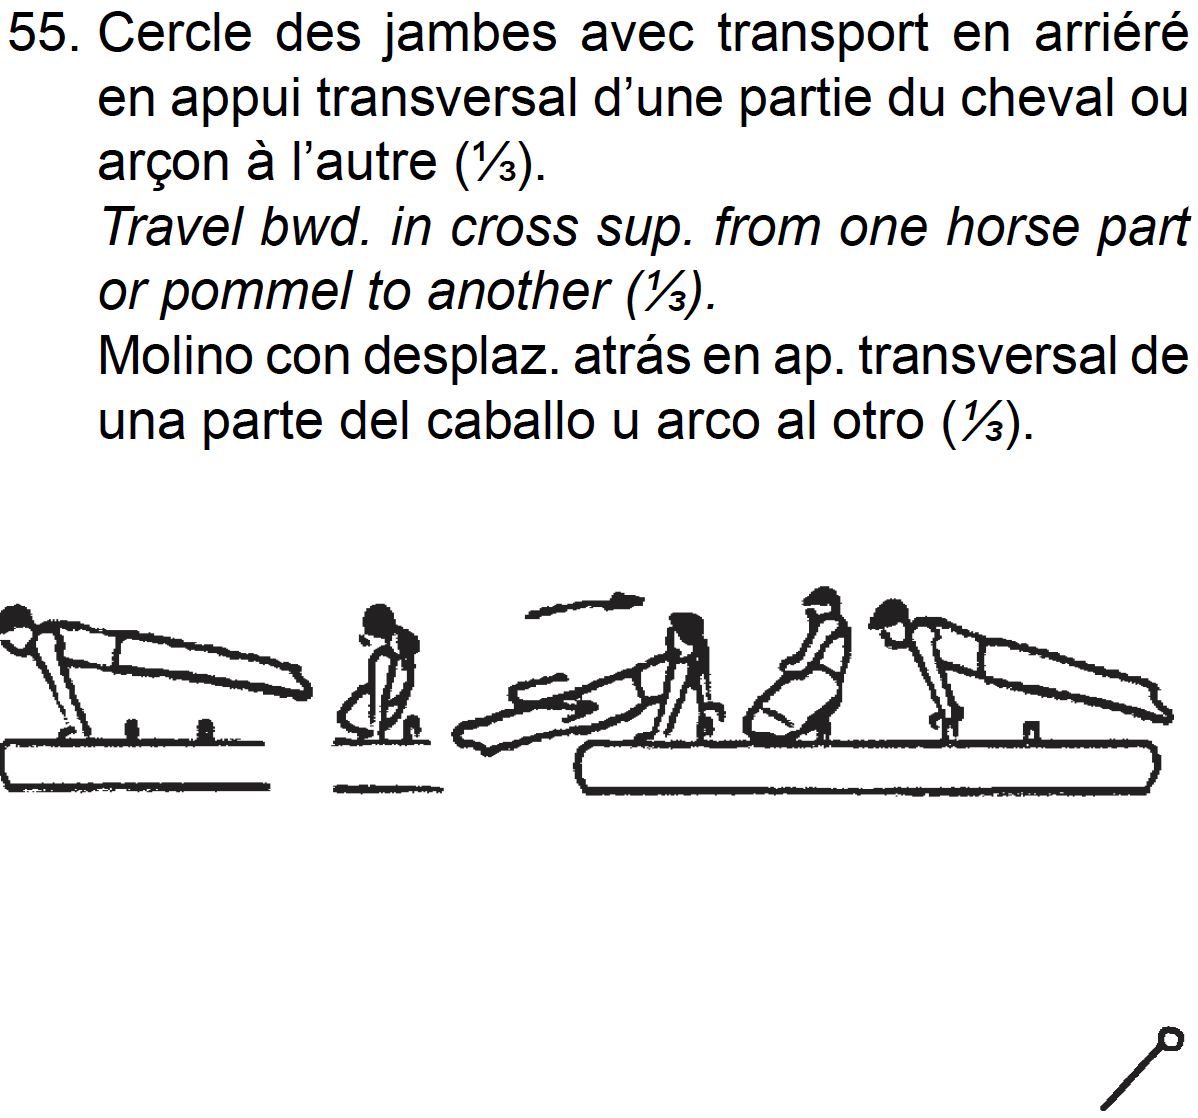 55. Cercle des jambes avec transport en arriéré
en appui transversal d’une partie du cheval ou
arçon à l’autre (⅓).
Travel bwd. in cross sup. from one horse part
or pommel to another (⅓).
Molino con desplaz. atrás en ap. transversal de
una parte del caballo u arco al otro (⅓).